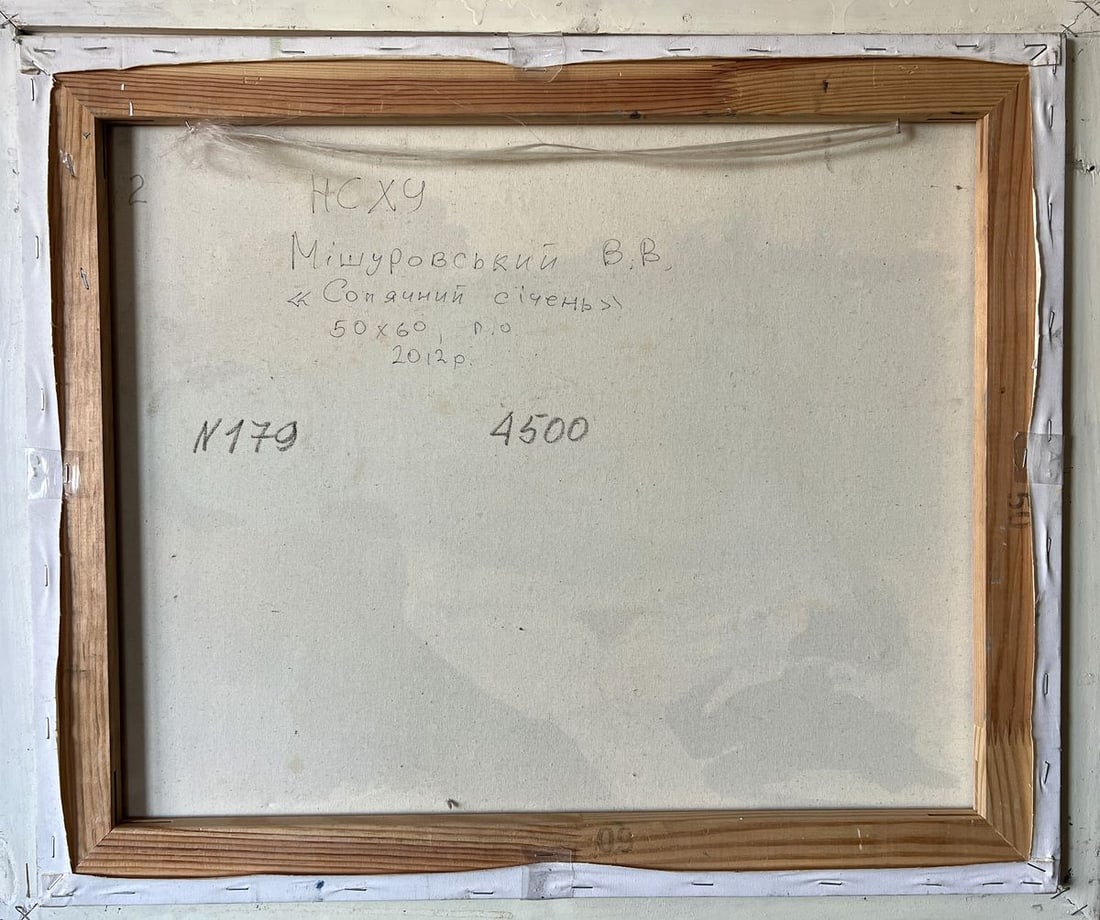 2
НСХУ
Мішуровський В.В.
«Сонячний січень»
50х60, п.о
2012р.
N179 4500
50
60